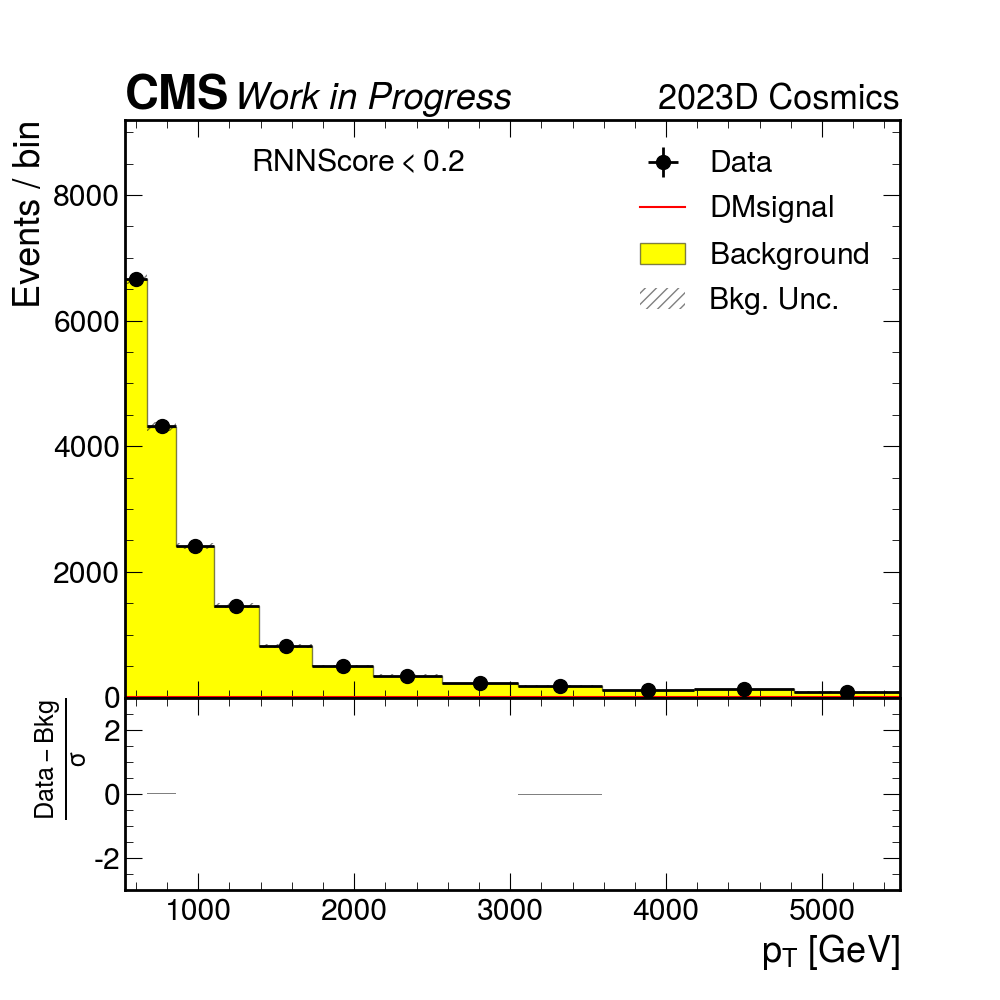 CMS Work in Progress 2023D Cosmics
Events / bin
RNNScore < 0.2
Data
DMsignal
Background
Bkg. Unc.
8000
6000
4000
2000
0
Data − Bkg
σ
2
0
-2
1000 2000 3000 4000 5000
pT [GeV]